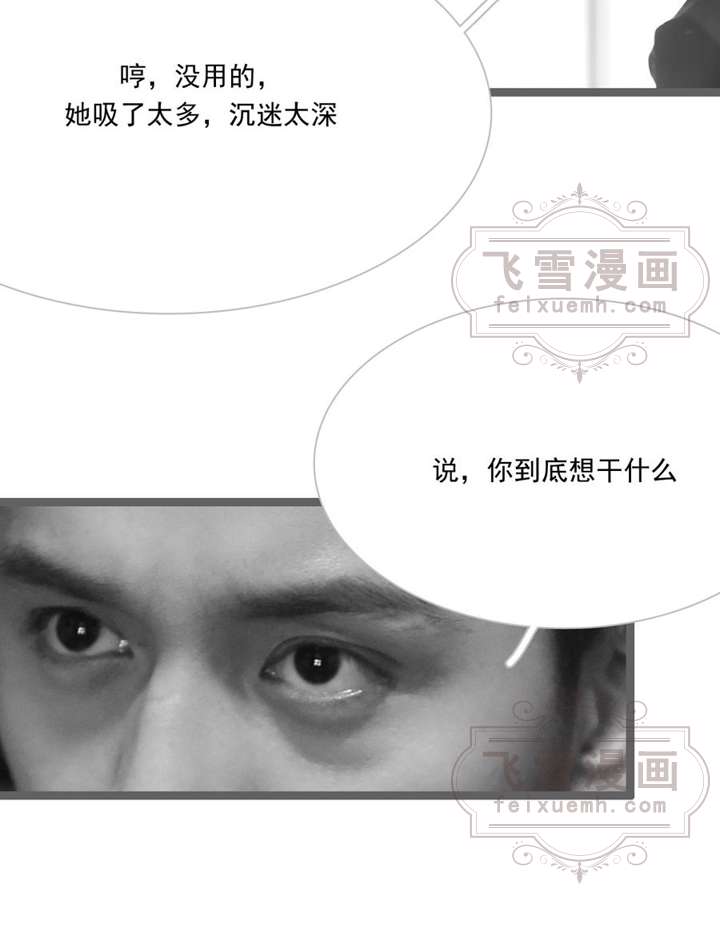 哼，没用的，
她吸了太多，沉迷太深
飞雪漫画
feixuemh.com
说，你到底想干什么
飞雪漫画
feixuemh.com